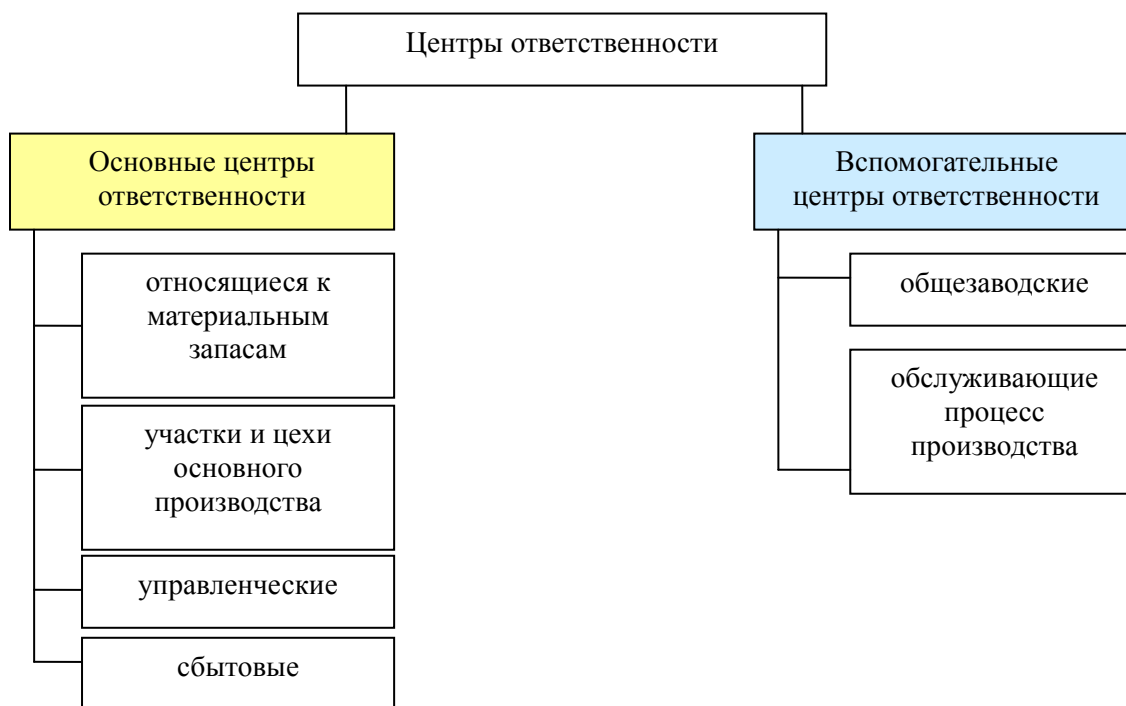 Центры ответственности
Основные центры
ответственности
относящиеся к
материальным
запасам
участки и цехи
основного
производства
управленческие
сбытовые
Вспомогательные
центры ответственности
общезаводские
обслуживающие
процесс
производства